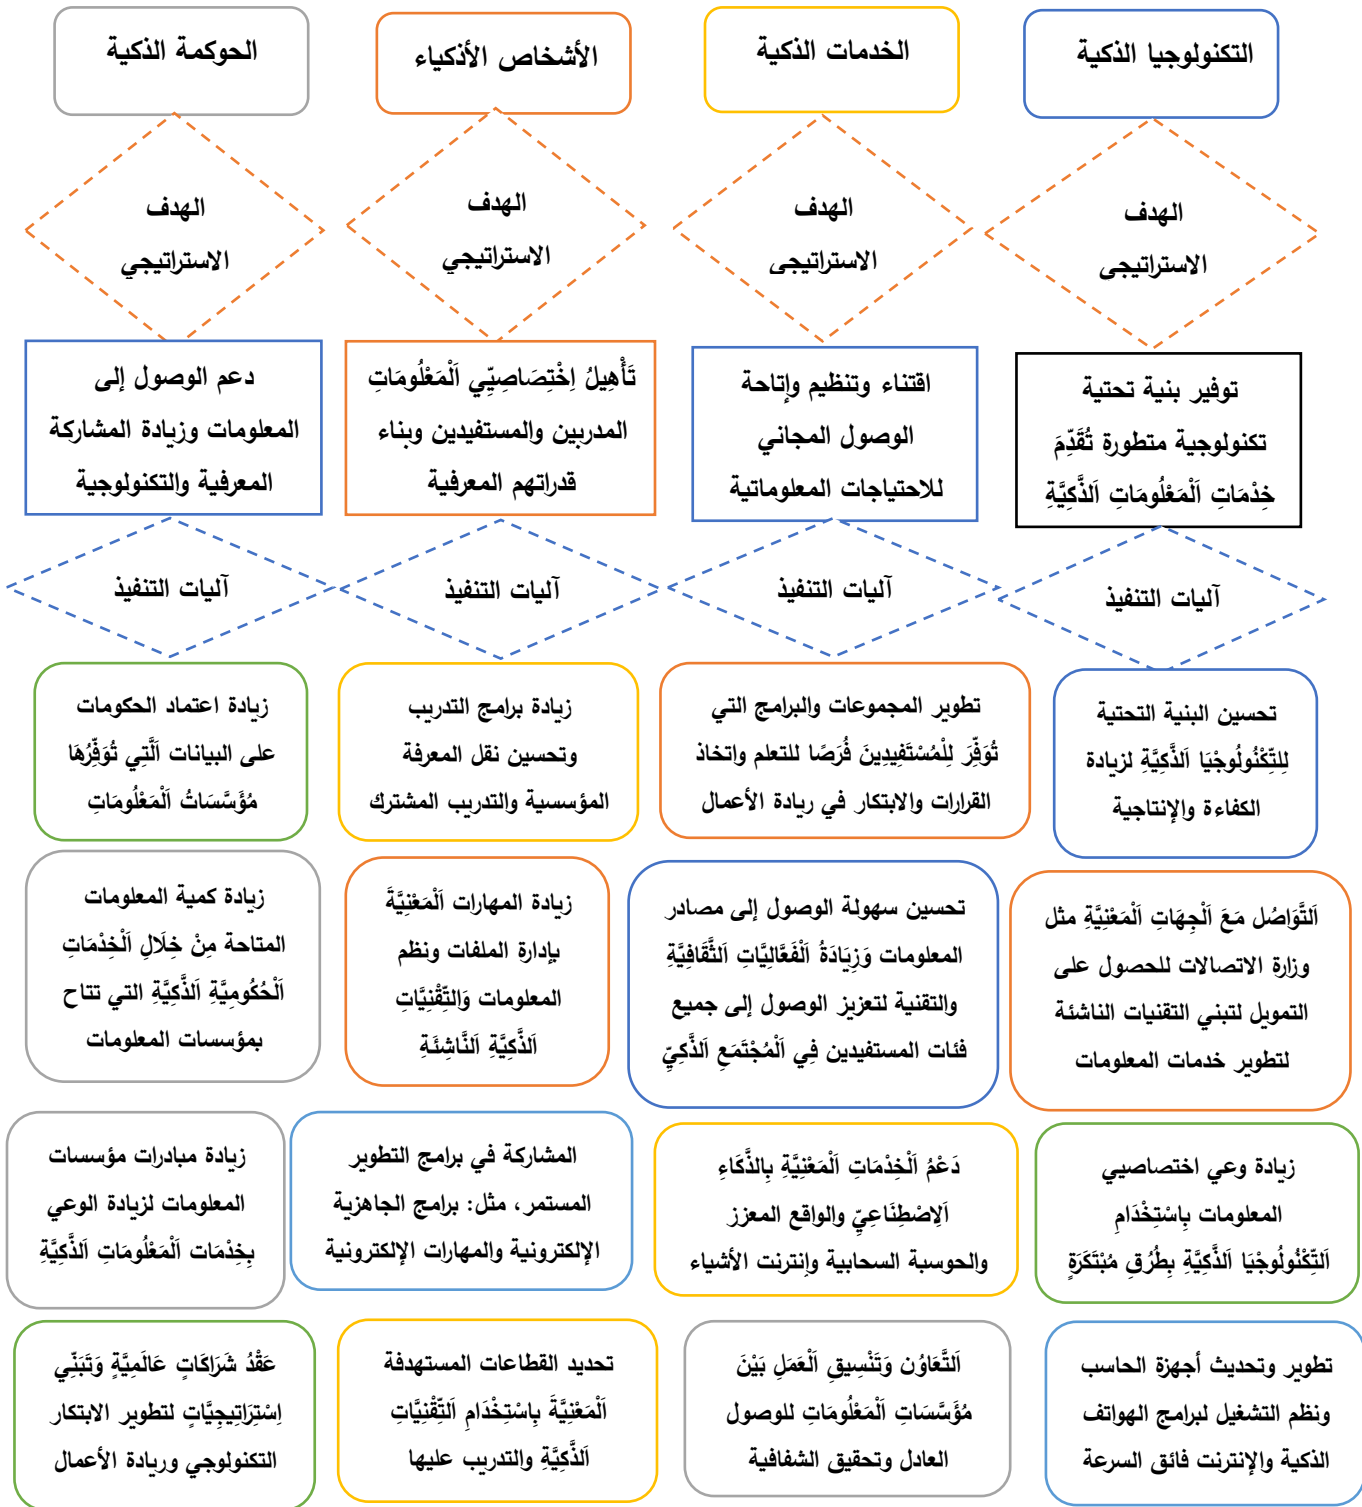 التكنولوجيا الذكية
الخدمات الذكية
الأشخاص الأذكياء
الحوكمة الذكية
الهدف
الاستراتيجى
الهدف
الاستراتيجى
الهدف
الاستراتيجي
الهدف
الاستراتيجي
توفير بنية تحتية
تكنولوجية متطورة تُقَدِّمَ
خِدْمَاتِ اَلْمَعْلُومَاتِ اَلذَّكِيَّةِ
اقتناء وتنظيم وإتاحة
الوصول المجاني
للاحتياجات المعلوماتية
تَأْهِيلُ اِخْتِصَاصِيِّي اَلْمَعْلُومَاتِ
المدربين والمستفيدين وبناء
قدراتهم المعرفية
دعم الوصول إلى
المعلومات وزيادة المشاركة
المعرفية والتكنولوجية
آليات التنفيذ
آليات التنفيذ
آليات التنفيذ
آليات التنفيذ
تحسين البنية التحتية
لِلتِّكْنُولُوجْيَا اَلذَّكِيَّةِ لزيادة
الكفاءة والإنتاجية
تطوير المجموعات والبرامج التي
تُوَفِّرَ لِلْمُسْتَفِيدِينَ فُرَصًا للتعلم واتخاذ
القرارات والابتكار في ريادة الأعمال
زيادة برامج التدريب
وتحسين نقل المعرفة
المؤسسية والتدريب المشترك
زيادة اعتماد الحكومات
على البيانات اَلَّتِي تُوَفِّرُهَا
مُؤَسَّسَاتُ اَلْمَعْلُومَاتِ
اَلتَّوَاصُل مَعَ اَلْجِهَاتِ اَلْمَعْنِيَّةِ مثل
وزارة الاتصالات للحصول على
التمويل لتبني التقنيات الناشئة
لتطوير خدمات المعلومات
تحسين سهولة الوصول إلى مصادر
المعلومات وَزِيَادَةُ اَلْفَعَّالِيَّاتِ اَلثَّقَافِيَّةِ
والتقنية لتعزيز الوصول إلى جميع
فئات المستفيدين فِي اَلْمُجْتَمَعِ اَلذَّكِيِّ
زيادة المهارات اَلْمَعْنِيَّةَ
بإدارة الملفات ونظم
المعلومات وَالتِّقْنِيَّاتِ
اَلذَّكِيَّةِ اَلنَّاشِئَةِ
زيادة كمية المعلومات
المتاحة مِنْ خِلَالِ اَلْخِدْمَاتِ
اَلْحُكُومِيَّةِ اَلذَّكِيَّةِ التي تتاح
بمؤسسات المعلومات
زيادة وعي اختصاصيي
المعلومات بِاسْتِخْدَامِ
اَلتِّكْنُولُوجْيَا اَلذَّكِيَّةِ بِطُرُقٍ مُبْتَكَرَةٍ
دَعْمُ اَلْخِدْمَاتِ اَلْمَعْنِيَّةِ بِالذَّكَاءِ
اَلِاصْطِنَاعِيِّ والواقع المعزز
والحوسبة السحابية وإنترنت الأشياء
المشاركة في برامج التطوير
المستمر، مثل: برامج الجاهزية
الإلكترونية والمهارات الإلكترونية
زيادة مبادرات مؤسسات
المعلومات لزيادة الوعي
بِخِدْمَات اَلْمَعْلُومَاتِ اَلذَّكِيَّةِ
تطوير وتحديث أجهزة الحاسب
ونظم التشغيل لبرامج الهواتف
الذكية والإنترنت فائق السرعة
اَلتَّعَاوُن وَتَنْسِيقِ اَلْعَمَلِ بَيْنَ
مُؤَسَّسَاتِ اَلْمَعْلُومَاتِ للوصول
العادل وتحقيق الشفافية
تحديد القطاعات المستهدفة
اَلْمَعْنِيَّةَ بِاسْتِخْدَامِ اَلتِّقْنِيَّاتِ
اَلذَّكِيَّةِ والتدريب عليها
عَقْدُ شَرَاكَاتٍ عَالَمِيَّةٍ وَتَبَنِّي
اِسْتَرَاتِيجِيَّاتٍ لتطوير الابتكار
التكنولوجي وريادة الأعمال